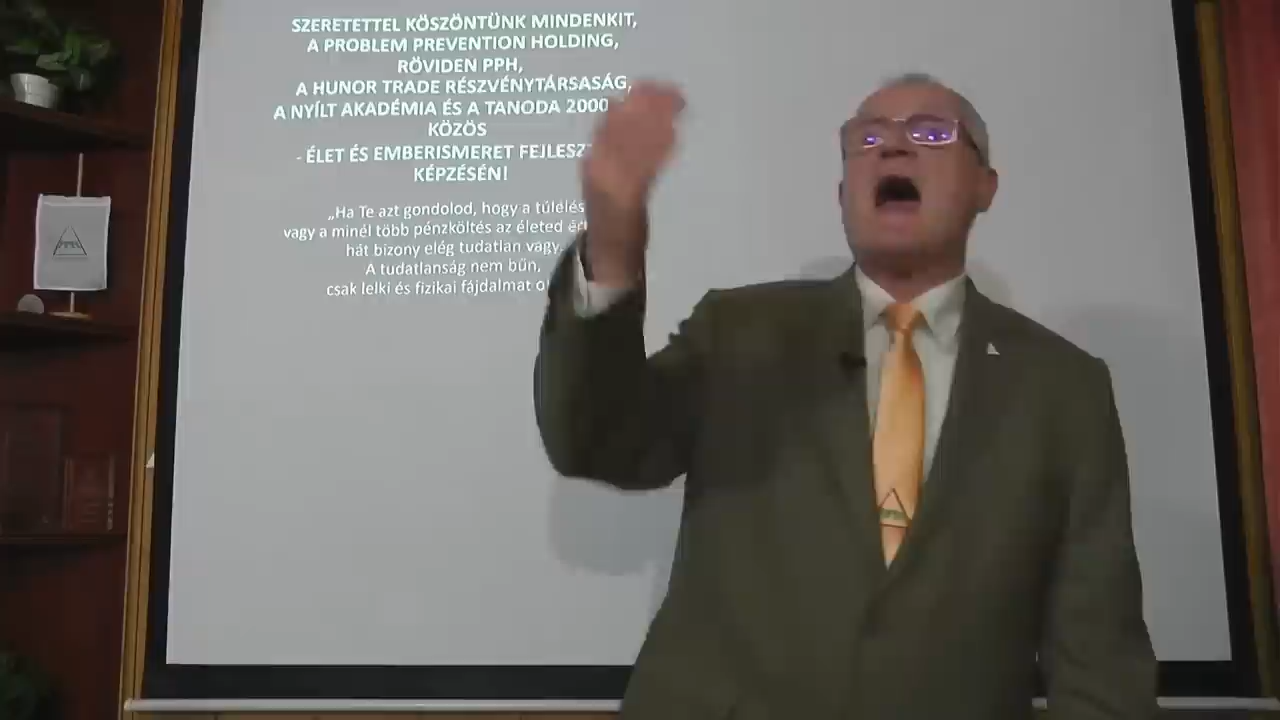 SZERETETTEL KÖSZÖNTÜNK MINDENKIT,
A PROBLEM PREVENTION HOLDING,
RÖVIDEN PPH,
A HUNOR TRADE RÉSZVÉNYTÁRSASÁG,
A NYÍLT AKADÉMIA ÉS A TANODA 2000
KÖZÖS
- ÉLET ÉS EMBERISMERET
KÉPZÉSÉN!
„Ha Te azt gondolod, hogy a túlélés
vagy a minél több pénzköltés az életed
hát bizony elég tudatlan vagy.
A tudatlanság nem bűn,
csak lelki és fizikai fájdalmat